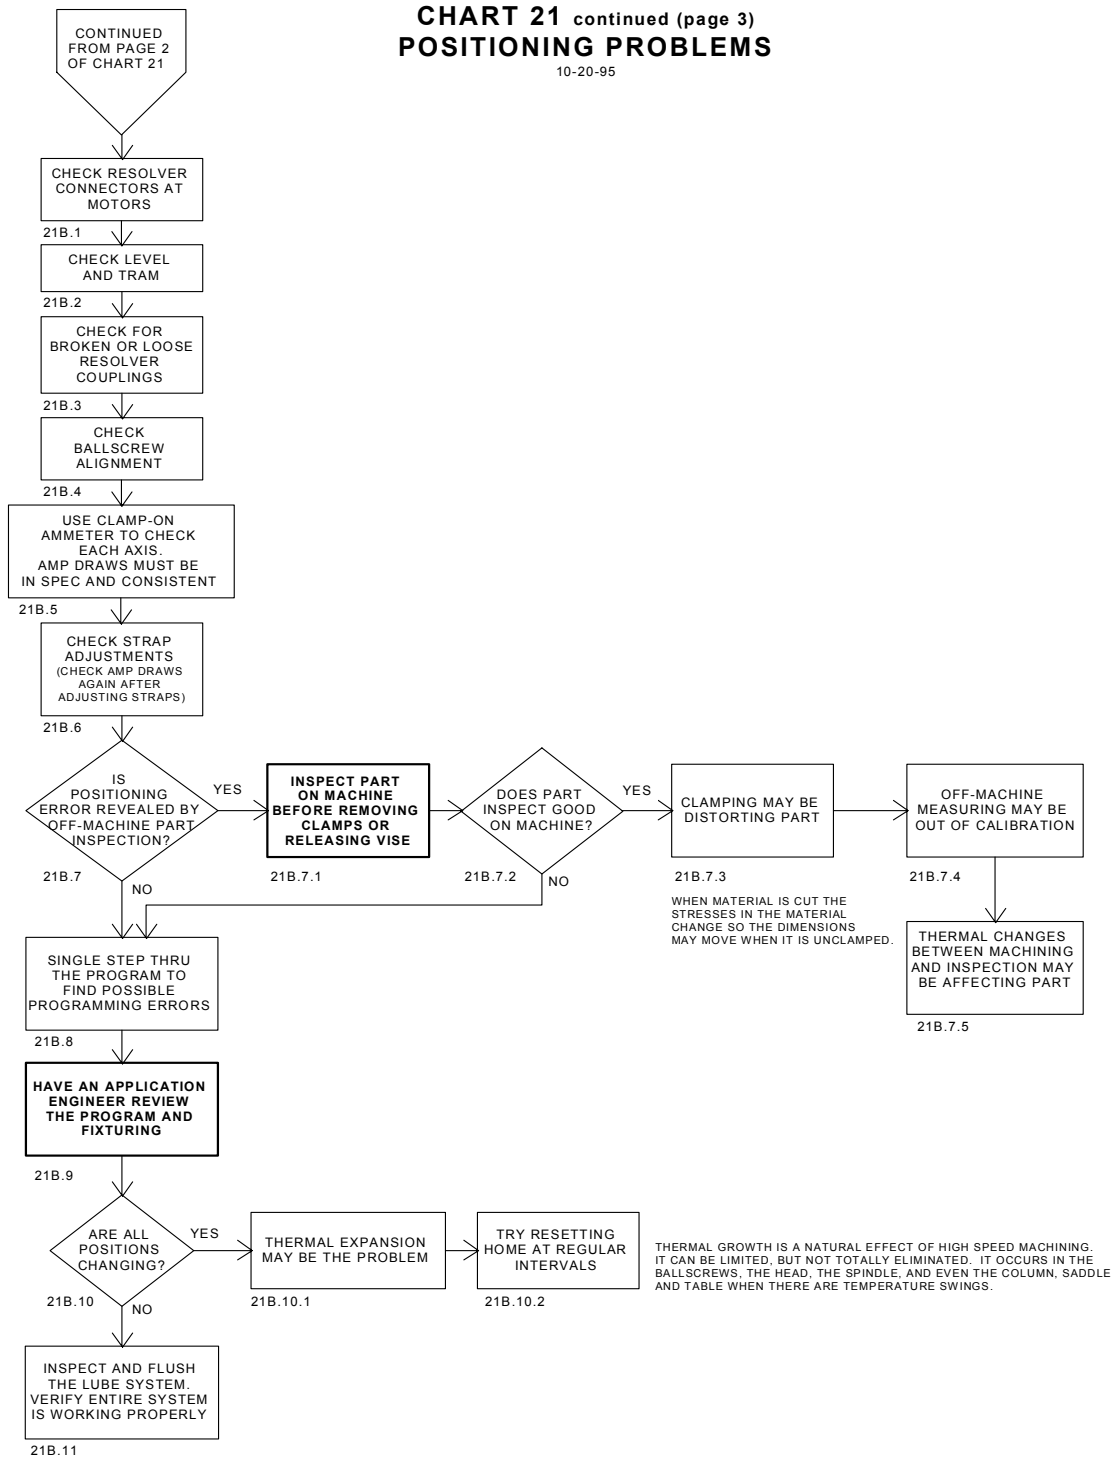 CHART 21 continued (page 3)
POSITIONING PROBLEMS
10-20-95
CONTINUED
FROM PAGE 2
OF CHART 21
CHECK RESOLVER
CONNECTORS AT
MOTORS
21B.1
CHECK LEVEL
AND TRAM
21B.2
CHECK FOR
BROKEN OR LOOSE
RESOLVER
COUPLINGS
21B.3
CHECK
BALLSCREW
ALIGNMENT
21B.4
USE CLAMP-ON
AMMETER TO CHECK
EACH AXIS.
AMP DRAWS MUST BE
IN SPEC AND CONSISTENT
21B.5
CHECK STRAP
ADJUSTMENTS
(CHECK AMP DRAWS
AGAIN AFTER
ADJUSTING STRAPS)
21B.6
IS
POSITIONING
ERROR REVEALED BY
OFF-MACHINE PART
INSPECTION?
21B.7
YES
NO
INSPECT PART
ON MACHINE
BEFORE REMOVING
CLAMPS OR
RELEASING VISE
21B.7.1
DOES PART
INSPECT GOOD
ON MACHINE?
21B.7.2
YES
NO
CLAMPING MAY BE
DISTORTING PART
21B.7.3
WHEN MATERIAL IS CUT THE
STRESSES IN THE MATERIAL
CHANGE SO THE DIMENSIONS
MAY MOVE WHEN IT IS UNCLAMPED.
OFF-MACHINE
MEASURING MAY BE
OUT OF CALIBRATION
21B.7.4
THERMAL CHANGES
BETWEEN MACHINING
AND INSPECTION MAY
BE AFFECTING PART
21B.7.5
SINGLE STEP THRU
THE PROGRAM TO
FIND POSSIBLE
PROGRAMMING ERRORS
21B.8
HAVE AN APPLICATION
ENGINEER REVIEW
THE PROGRAM AND
FIXTURING
21B.9
ARE ALL
POSITIONS
CHANGING?
21B.10
YES
NO
THERMAL EXPANSION
MAY BE THE PROBLEM
21B.10.1
TRY RESETTING
HOME AT REGULAR
INTERVALS
21B.10.2
THERMAL GROWTH IS A NATURAL EFFECT OF HIGH SPEED MACHINING.
IT CAN BE LIMITED, BUT NOT TOTALLY ELIMINATED. IT OCCURS IN THE
BALLSCREWS, THE HEAD, THE SPINDLE, AND EVEN THE COLUMN, SADDLE
AND TABLE WHEN THERE ARE TEMPERATURE SWINGS.
INSPECT AND FLUSH
THE LUBE SYSTEM.
VERIFY ENTIRE SYSTEM
IS WORKING PROPERLY
21B.11